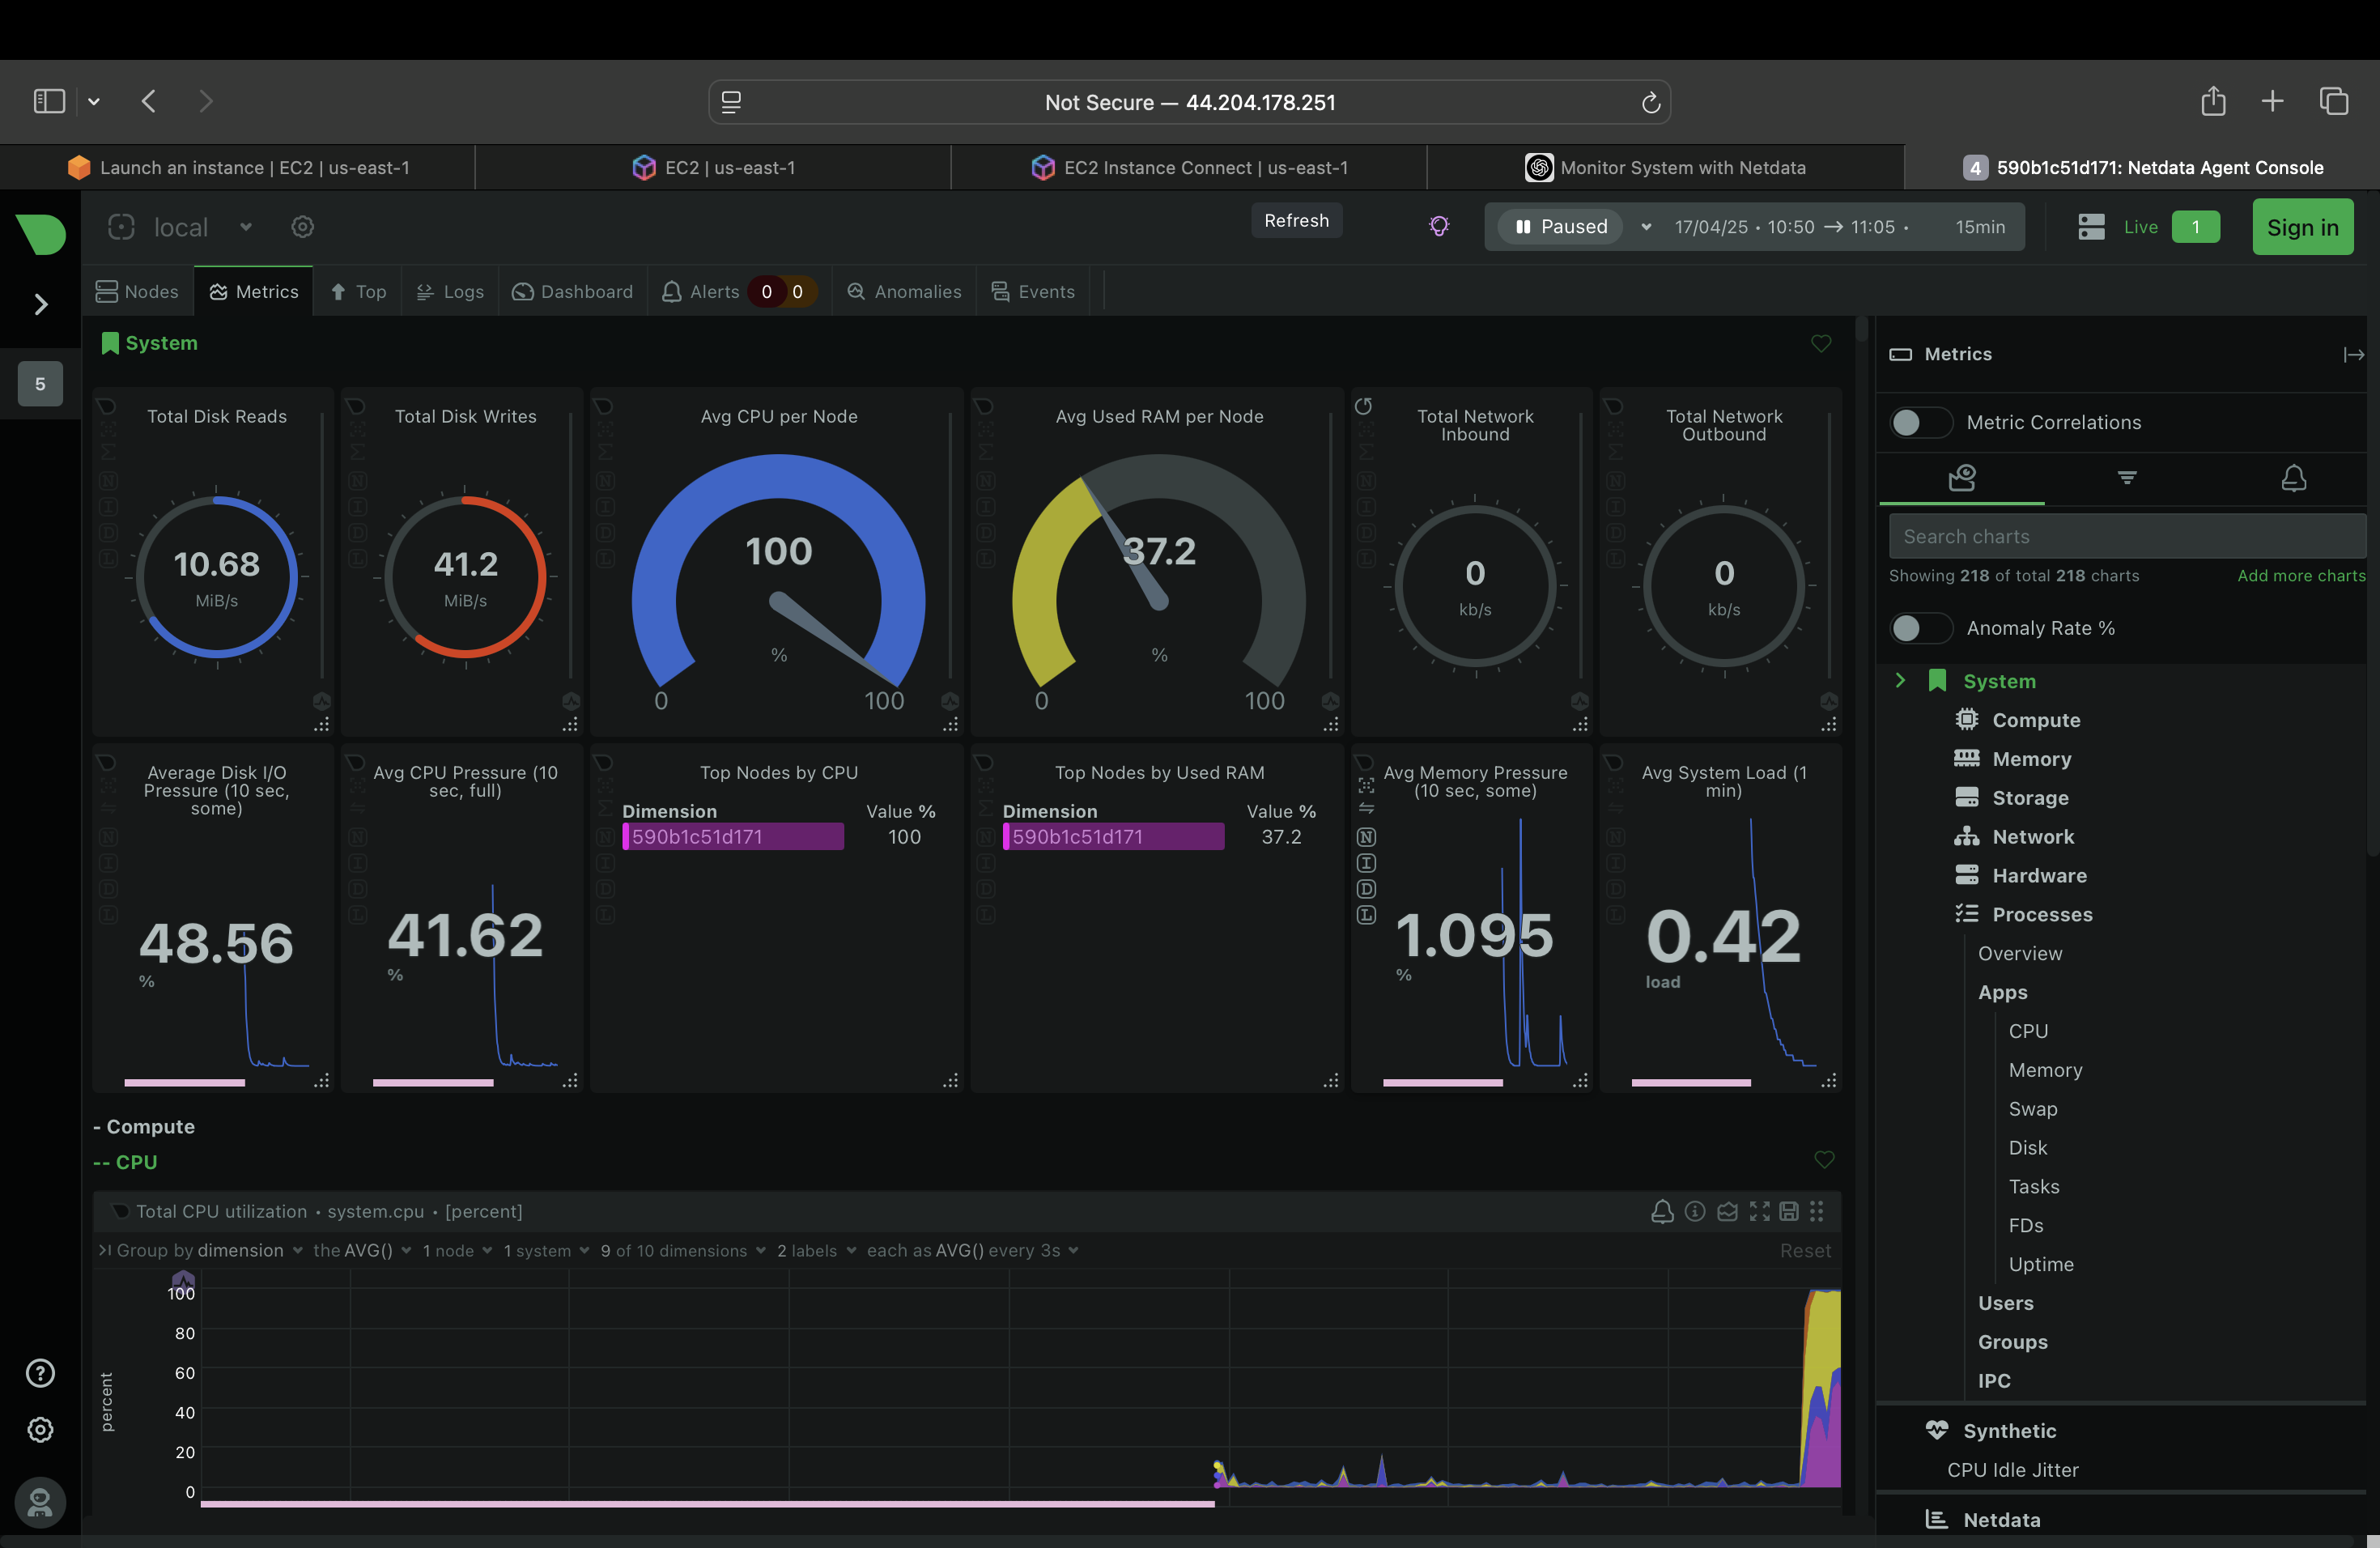 Not Secure — 44.204.178.251
Launch an instance | EC2 | us-east-1
EC2 | us-east-1
EC2 Instance Connect | us-east-1
Monitor System with Netdata
4 590b1c51d171: Netdata Agent Console
local
Refresh
Paused
17/04/25 • 10:50 → 11:05 •
15min
Live
1
Sign in
Nodes
Metrics
Top
Logs
Dashboard
Alerts 0 0
Anomalies
Events
5
System
Total Disk Reads
10.68
MiB/s
N
I
D
L
Total Disk Writes
41.2
MiB/s
N
I
D
L
Avg CPU per Node
100
%
0
100
N
I
D
L
Avg Used RAM per Node
37.2
%
0
100
N
I
D
L
Total Network
Inbound
0
kb/s
N
I
D
L
Total Network
Outbound
0
kb/s
N
I
D
L
Average Disk I/O
Pressure (10 sec,
some)
48.56
%
N
I
D
L
Avg CPU Pressure (10
sec, full)
41.62
%
N
I
D
L
Top Nodes by CPU
Dimension Value %
590b1c51d171 100
N
I
D
L
Top Nodes by Used RAM
Dimension Value %
590b1c51d171 37.2
N
I
D
L
Avg Memory Pressure
(10 sec, some)
1.095
%
N
I
D
L
Avg System Load (1
min)
0.42
load
N
I
D
L
- Compute
-- CPU
Total CPU utilization • system.cpu • [percent]
Group by dimension the AVG() 1 node 1 system 9 of 10 dimensions 2 labels each as AVG() every 3s
Reset
percent
100
80
60
40
20
0
Metrics
Metric Correlations
Search charts
Showing 218 of total 218 charts
Add more charts
Anomaly Rate %
System
Compute
Memory
Storage
Network
Hardware
Processes
Overview
Apps
CPU
Memory
Swap
Disk
Tasks
FDs
Uptime
Users
Groups
IPC
Synthetic
CPU Idle Jitter
Netdata